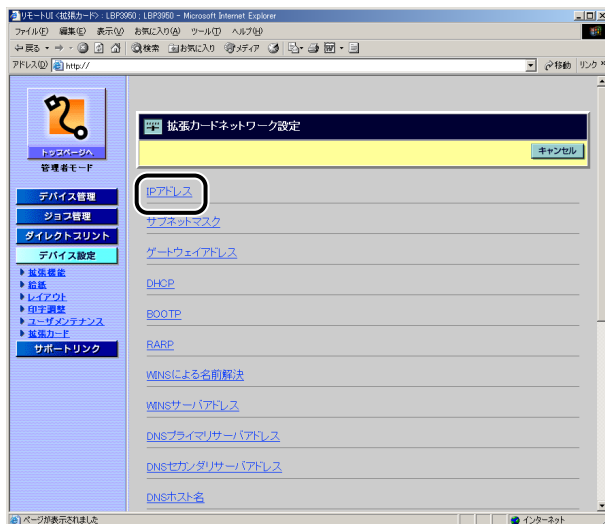 リモートUI <拡張カード> : LBP3950 ; LBP3950 - Microsoft Internet Explorer
ファイル(F) 編集(E) 表示(V) お気に入り(A) ツール(T) ヘルプ(H)
戻る 検索 お気に入り メディア
アドレス(D) http:// 移動 リンク »
トップページへ
管理者モード
デバイス管理
ジョブ管理
ダイレクトプリント
デバイス設定
拡張機能
給紙
レイアウト
印字調整
ユーザメンテナンス
拡張カード
サポートリンク
拡張カードネットワーク設定
キャンセル
IPアドレス
サブネットマスク
ゲートウェイアドレス
DHCP
BOOTP
RARP
WINSによる名前解決
WINSサーバアドレス
DNSプライマリサーバアドレス
DNSセカンダリサーバアドレス
DNSホスト名
ページが表示されました インターネット